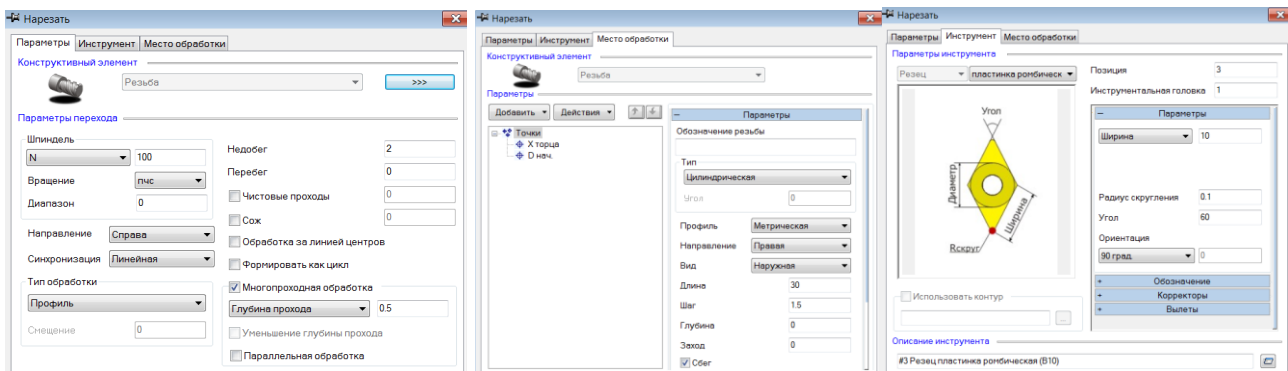 Нарезать
Параметры Инструмент Место обработки
Конструктивный элемент
Резьба >>>
Параметры перехода
Шпиндель
N 100
Вращение пчс
Диапазон 0
Направление Справа
Синхронизация Линейная
Тип обработки
Профиль
Смещение 0
Недобег 2
Перебег 0
Чистовые проходы 0
Сож 0
Обработка за линией центров
Формировать как цикл
Многопроходная обработка
Глубина прохода 0.5
Уменьшение глубины прохода
Параллельная обработка
Нарезать
Параметры Инструмент Место обработки
Конструктивный элемент
Резьба
Параметры
Добавить Действия
Точки
X торца
D нач.
Параметры
Обозначение резьбы
Тип
Цилиндрическая
Угол 0
Профиль Метрическая
Направление Правая
Вид Наружная
Длина 30
Шаг 1.5
Глубина 0
Заход 0
Сбег
Нарезать
Параметры Инструмент Место обработки
Параметры инструмента
Резец пластинка ромбическ
Позиция 3
Инструментальная головка 1
Угол
Диаметр
Ширина
Rскруг
Использовать контур
...
Параметры
Ширина 10
Радиус скругления 0.1
Угол 60
Ориентация
90 град. 0
Обозначение
Корректоры
Вылеты
Описание инструмента
#3 Резец пластинка ромбическая (B10)